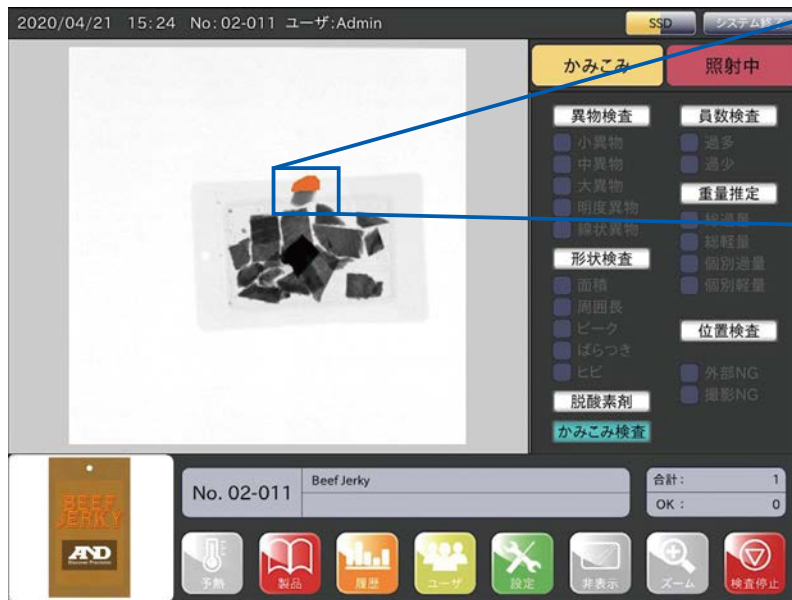 2020/04/21 15:24 No: 02-011 ユーザ:Admin
SSD
システム終了
かみこみ
照射中
異物検査
小異物
中異物
大異物
明度異物
線状異物
形状検査
面積
周囲長
ピーク
ばらつき
ヒビ
脱酸素剤
かみこみ検査
員数検査
過多
過少
重量推定
総過量
総軽量
個別過量
個別軽量
位置検査
外部NG
撮影NG
BEEF
JERKY
AND
Discover Precision
No. 02-011
Beef Jerky
合計: 1
OK : 0
予熱
製品
履歴
ユーザ
設定
非表示
ズーム
検査停止